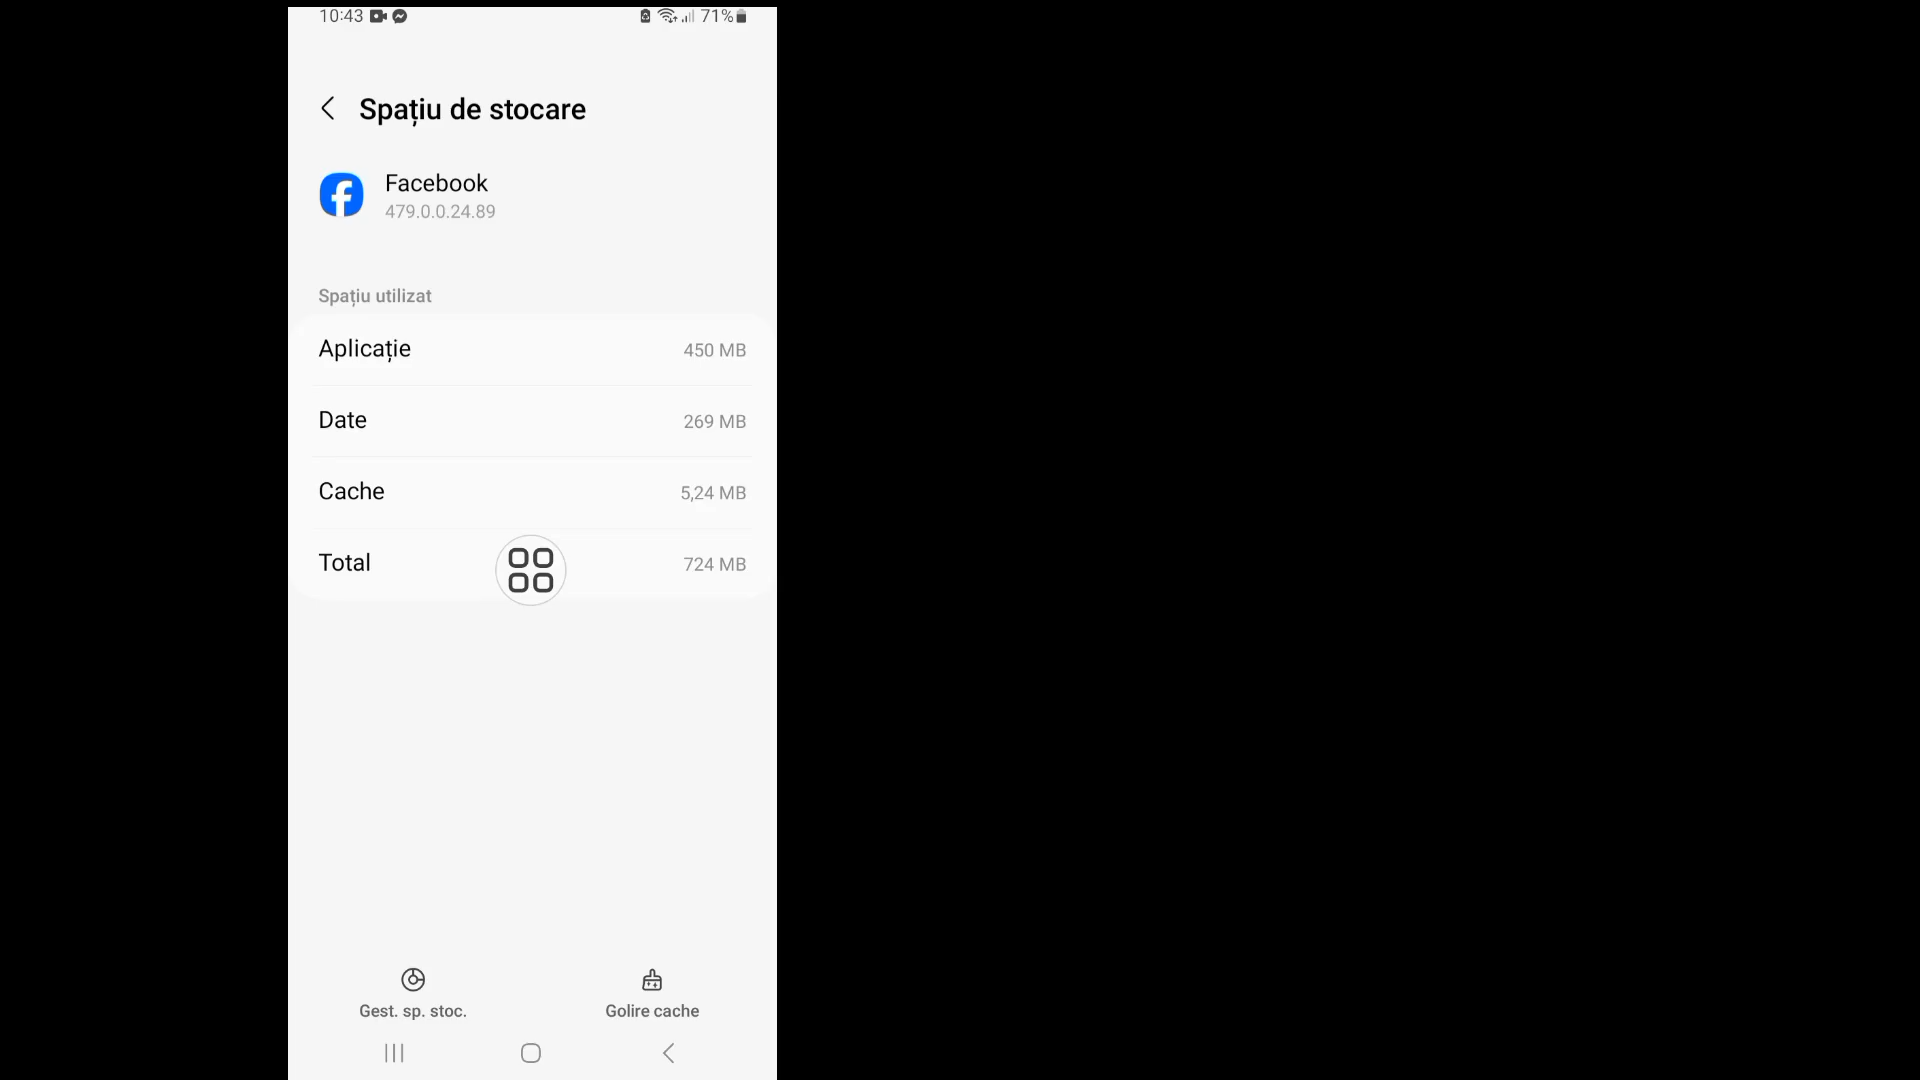 10:43 71%
Spațiu de stocare
Facebook
479.0.0.24.89
Spațiu utilizat
Aplicație 450 MB
Date 269 MB
Cache 5,24 MB
Total 724 MB
Gest. sp. stoc. Golire cache